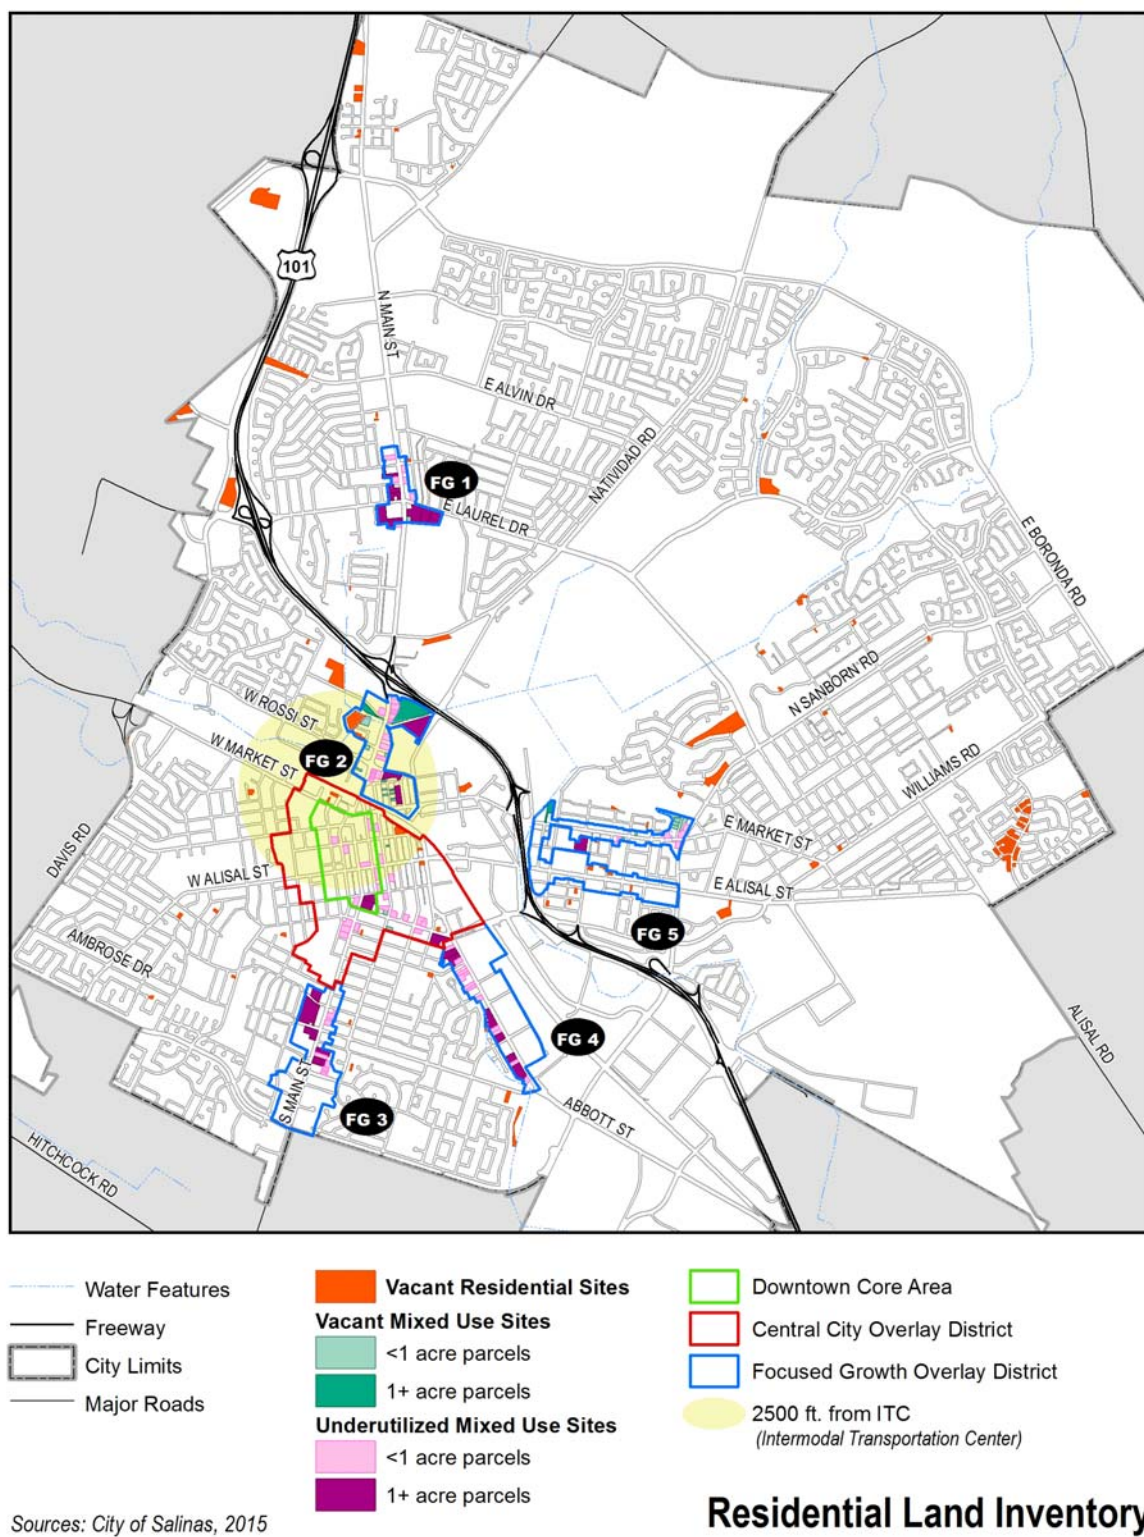 101
N MAIN ST
E ALVIN DR
NATIVIDAD RD
FG 1
E LAUREL DR
E BORONDA RD
N SANBORN RD
W ROSSI ST
W MARKET ST
FG 2
WILLIAMS RD
DAVIS RD
E MARKET ST
W ALISAL ST
E ALISAL ST
FG 5
AMBROSE DR
FG 4
ALISAL RD
S MAIN ST
FG 3
ABBOTT ST
HITCHCOCK RD
Water Features
Freeway
City Limits
Major Roads
Vacant Residential Sites
Vacant Mixed Use Sites
<1 acre parcels
1+ acre parcels
Underutilized Mixed Use Sites
<1 acre parcels
1+ acre parcels
Downtown Core Area
Central City Overlay District
Focused Growth Overlay District
2500 ft. from ITC
(Intermodal Transportation Center)
Sources: City of Salinas, 2015
Residential Land Inventory